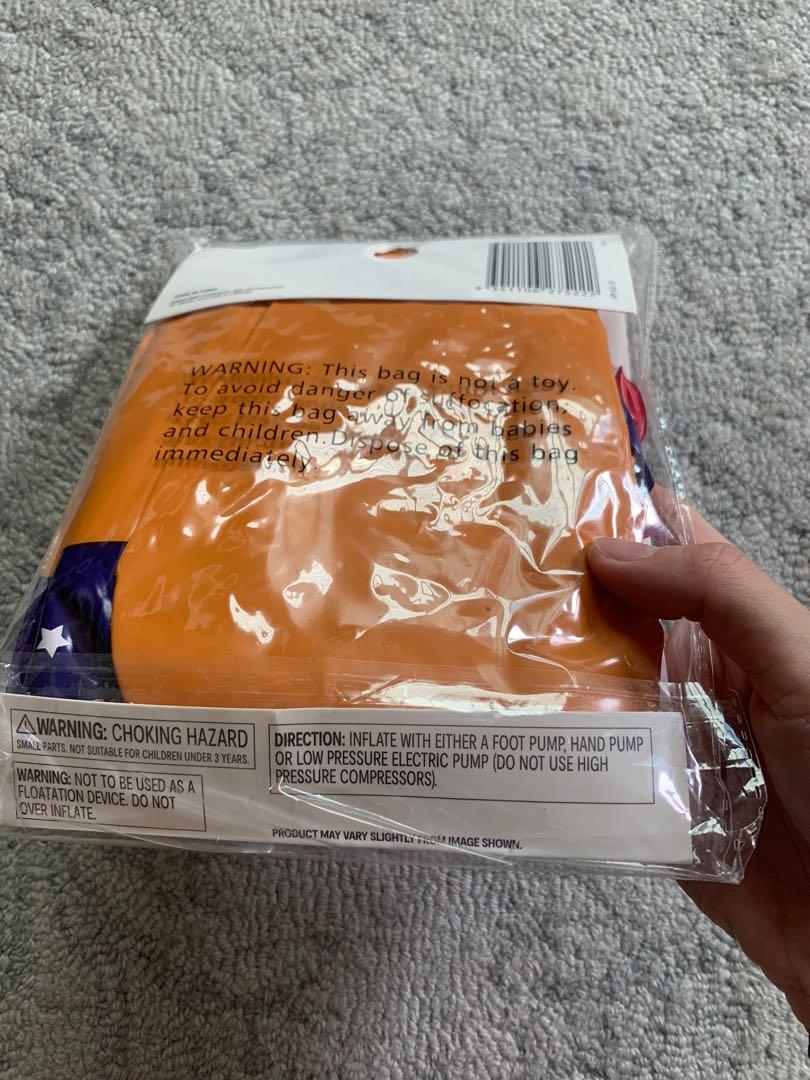 WARNING: This bag is not a toy.
To avoid danger of suffocation,
keep this bag away from babies
and children.Dispose of this bag
immediately.
WARNING: CHOKING HAZARD
SMALL PARTS. NOT SUITABLE FOR CHILDREN UNDER 3 YEARS.
WARNING: NOT TO BE USED AS A
FLOATATION DEVICE. DO NOT
OVER INFLATE.
DIRECTION: INFLATE WITH EITHER A FOOT PUMP, HAND PUMP
OR LOW PRESSURE ELECTRIC PUMP (DO NOT USE HIGH
PRESSURE COMPRESSORS).
PRODUCT MAY VARY SLIGHTLY FROM IMAGE SHOWN.